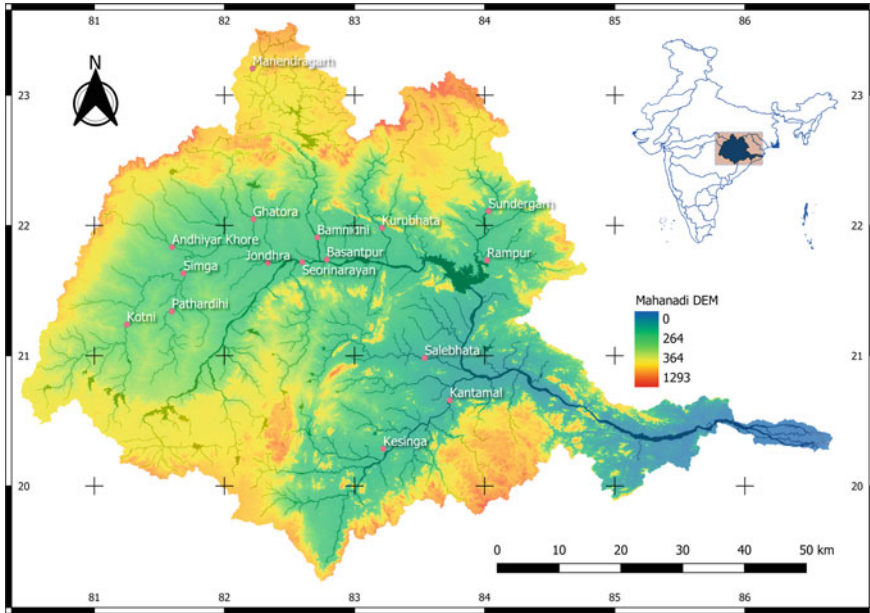 81 82 83 84 85 86
N
Manendragarh
23 23
Sundergarh
Ghatora
Kurubhata
22 22
Bamnidhi
Andhiyar Khore
Basantpur
Rampur
Jondhra
Simga
Seorinarayan
Mahanadi DEM
0
264
364
1293
Pathardihi
Kotni
21 21
Salebhata
Kantamal
Kesinga
20 20
0 10 20 30 40 50 km
81 82 83 84 85 86